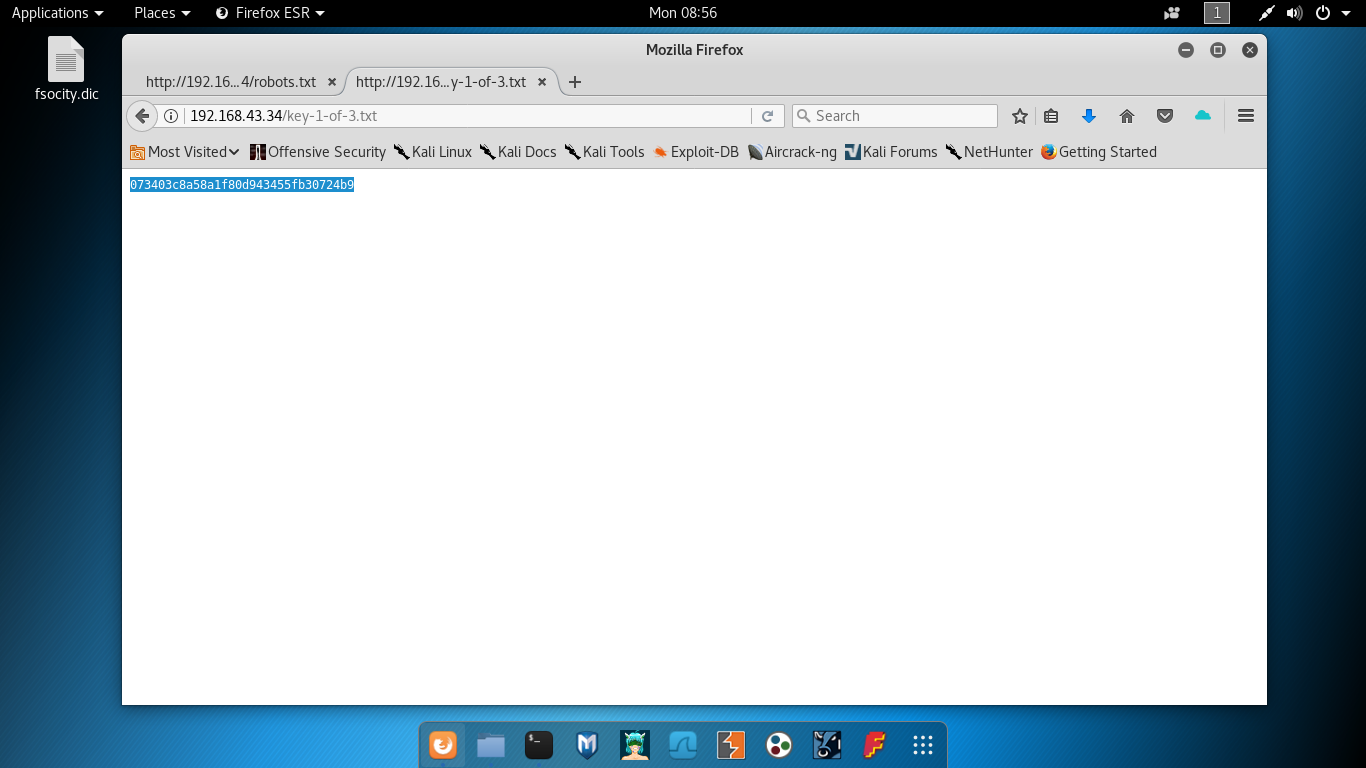 Applications Places Firefox ESR Mon 08:56 1
fsocity.dic
Mozilla Firefox
http://192.16...4/robots.txt http://192.16...y-1-of-3.txt
192.168.43.34/key-1-of-3.txt Search
Most Visited Offensive Security Kali Linux Kali Docs Kali Tools Exploit-DB Aircrack-ng Kali Forums NetHunter Getting Started
073403c8a58a1f80d943455fb30724b9